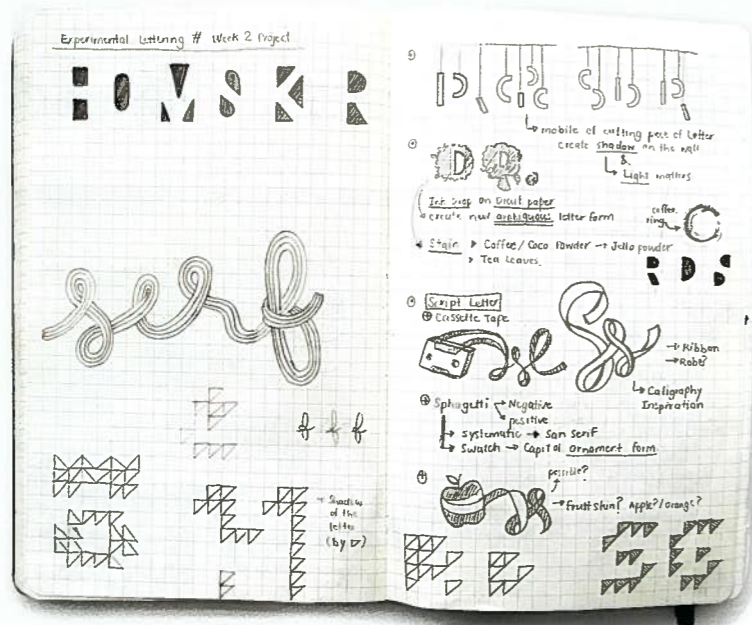 Experimental Lettering # Week 2 Project
H O M S K R
serf
f f f
Shadow
of the
letter
(by ▷)
mobile of cutting piece of letter
create shadow on the wall
&
Light matters
D
Ink drop on Dicut paper
create new ambiguous letter form
coffee
ring
Stain
Coffee / Coco Powder → Jello powder
Tea Leaves
R D S
Script Letter
⊕ Cassette Tape
→ Ribbon
→ Robe?
Caligraphy
Inspiration
⊕ Sphagetti
Negative
positive
→ Systematic → San Serif
→ Swatch → Capital ornament form
possible?
→ Fruit skin? Apple?/orange?